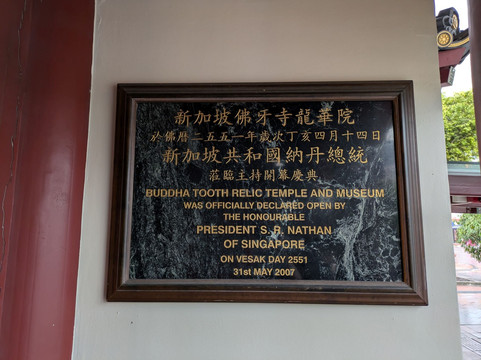 新加坡佛牙寺龍華院
於佛曆二五五一年歲次丁亥四月十四日
新加坡共和國納丹總統
蒞臨主持開幕慶典
BUDDHA TOOTH RELIC TEMPLE AND MUSEUM
WAS OFFICIALLY DECLARED OPEN BY
THE HONOURABLE
PRESIDENT S. R. NATHAN
OF SINGAPORE
ON VESAK DAY 2551
31st MAY 2007